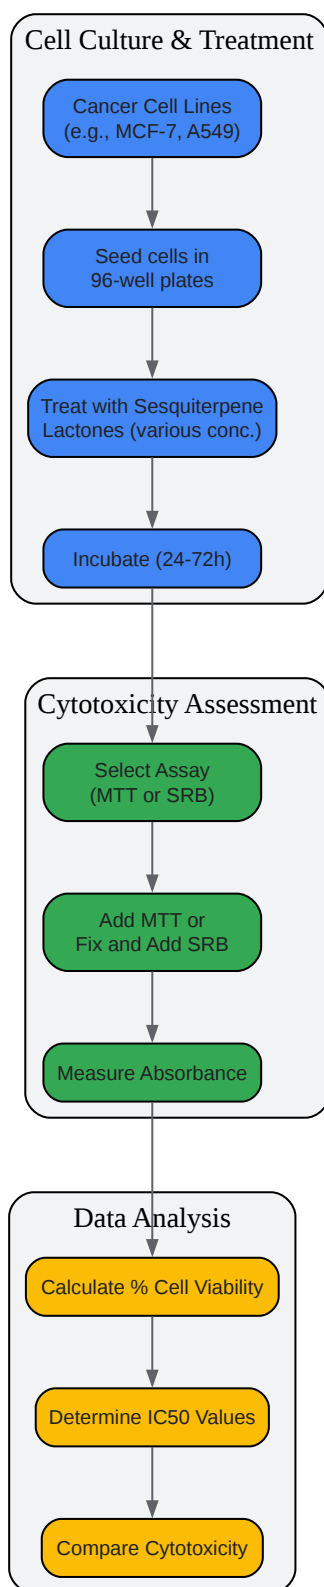 Cell Culture & Treatment
Cancer Cell Lines
(e.g., MCF-7, A549)
Seed cells in
96-well plates
Treat with Sesquiterpene
Lactones (various conc.)
Incubate (24-72h)
Cytotoxicity Assessment
Select Assay
(MTT or SRB)
Add MTT or
Fix and Add SRB
Measure Absorbance
Data Analysis
Calculate % Cell Viability
Determine IC50 Values
Compare Cytotoxicity